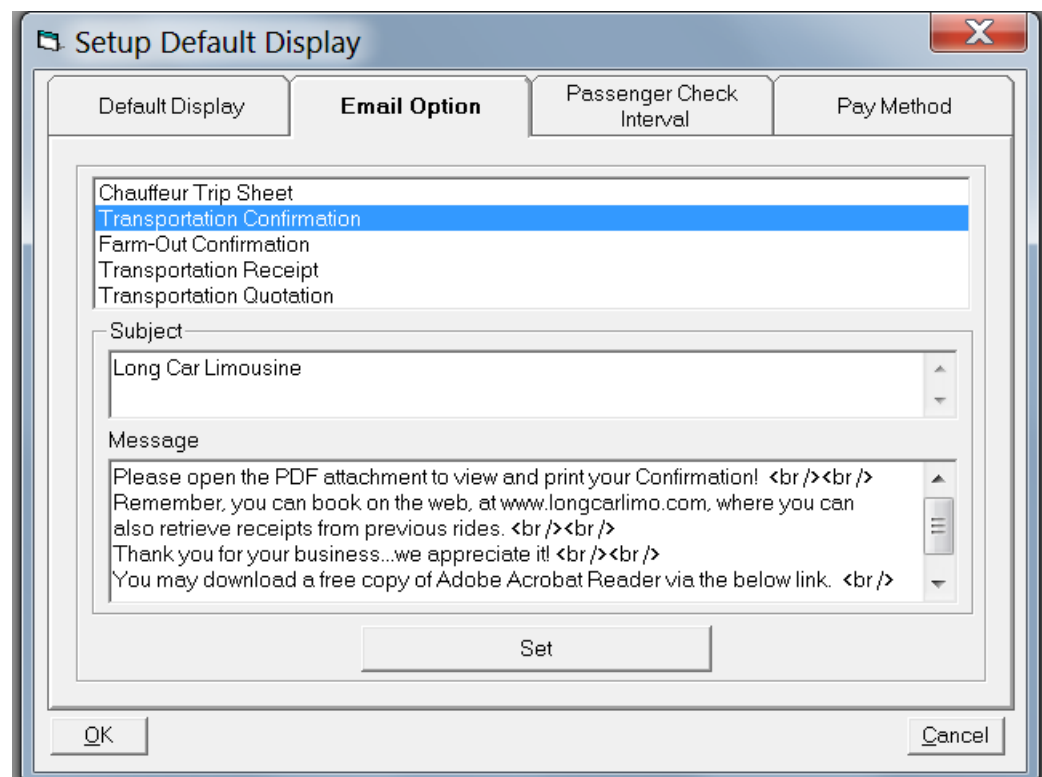 Setup Default Display
Default Display
Email Option
Passenger Check
Interval
Pay Method
Chauffeur Trip Sheet
Transportation Confirmation
Farm-Out Confirmation
Transportation Receipt
Transportation Quotation
Subject
Long Car Limousine
Message
Please open the PDF attachment to view and print your Confirmation! <br /><br />
Remember, you can book on the web, at www.longcarlimo.com, where you can
also retrieve receipts from previous rides. <br /><br />
Thank you for your business...we appreciate it! <br /><br />
You may download a free copy of Adobe Acrobat Reader via the below link. <br />
Set
OK
Cancel